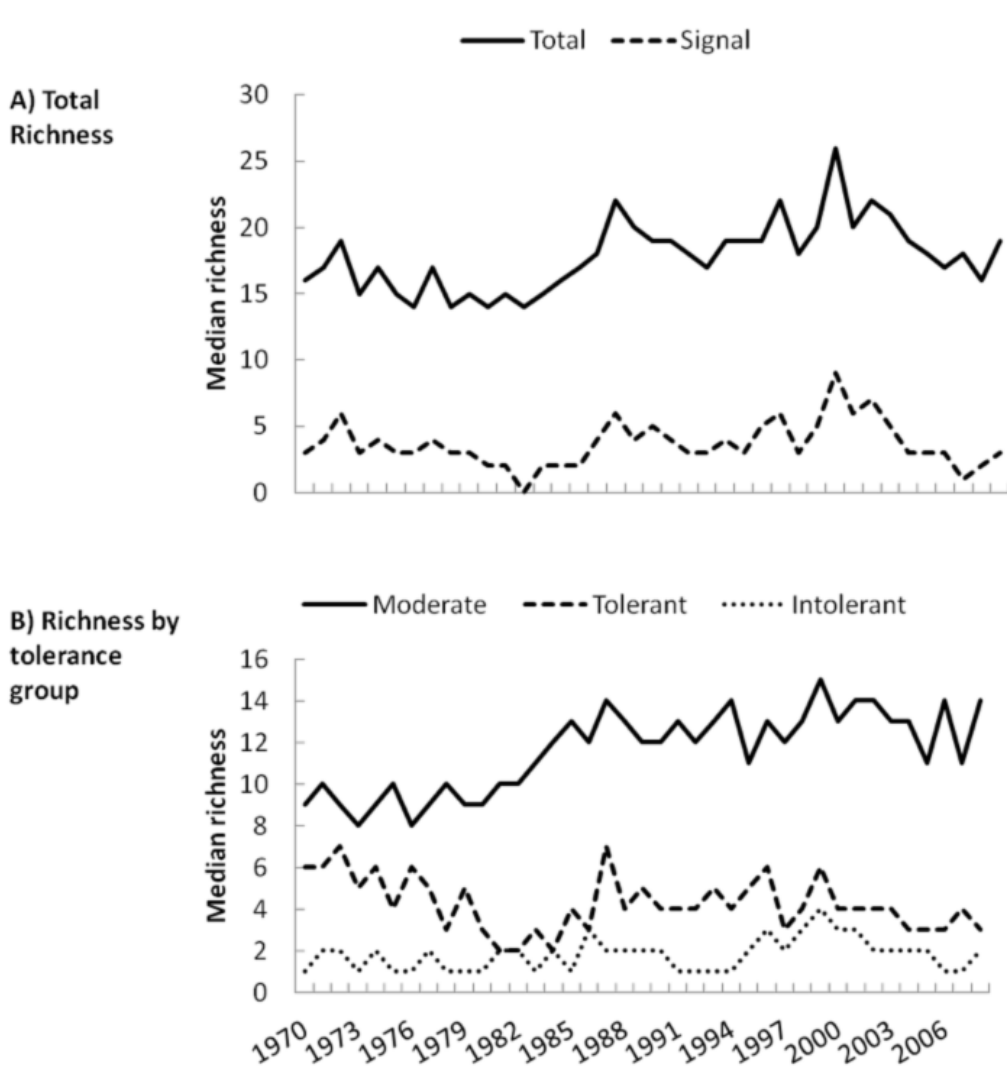 Total Signal
A) Total
Richness
Median richness
30
25
20
15
10
5
0
Moderate Tolerant Intolerant
B) Richness by
tolerance
group
Median richness
16
14
12
10
8
6
4
2
0
1970 1973 1976 1979 1982 1985 1988 1991 1994 1997 2000 2003 2006